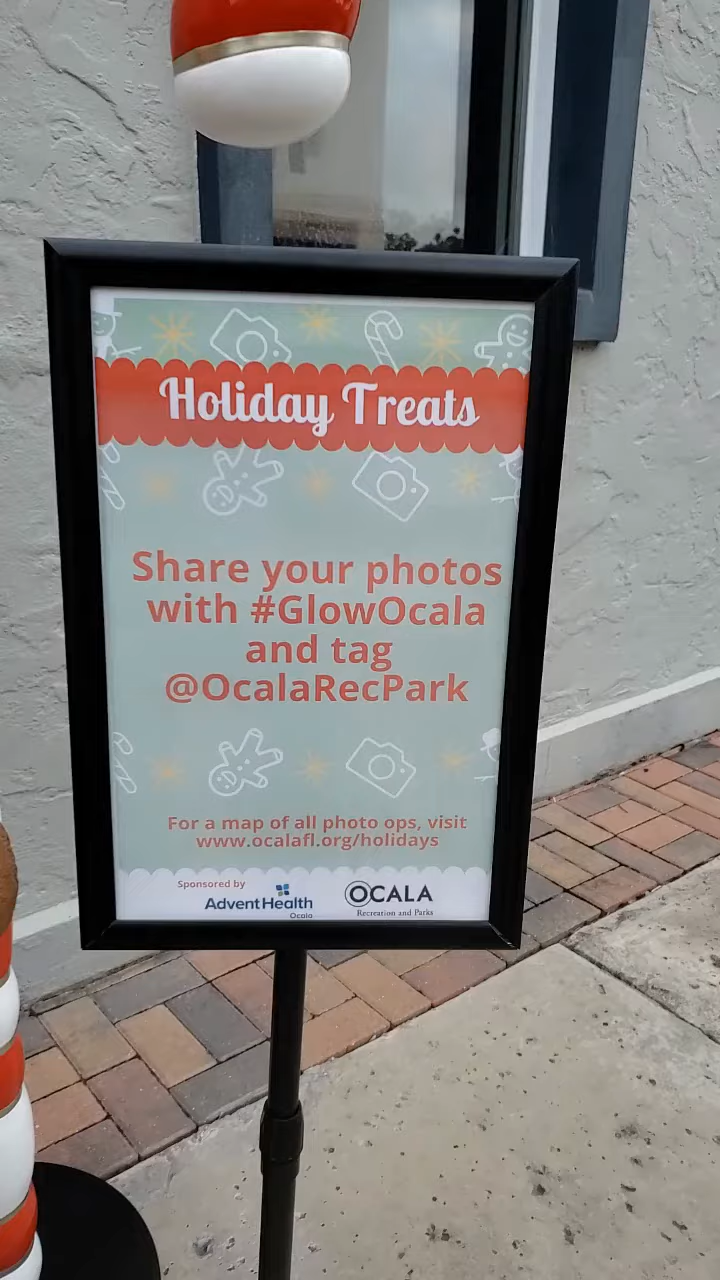 Holiday Treats
Share your photos
with #GlowOcala
and tag
@OcalaRecPark
For a map of all photo ops, visit
www.ocalafl.org/holidays
Sponsored by
AdventHealth
Ocala
OCALA
Recreation and Parks